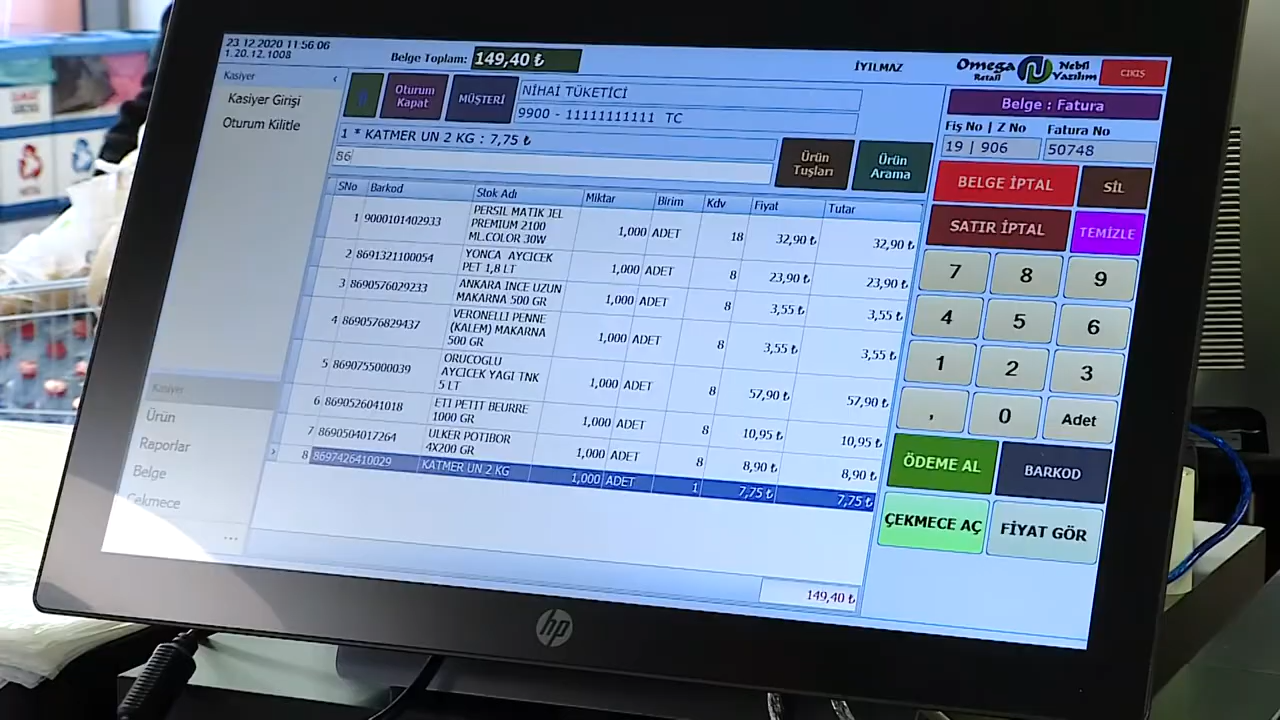 23.12.2020 11:56:06
1.20.12.1008
Belge Toplam: 149,40 ₺
İYILMAZ
Omega Retail
Nebil Yazılım
ÇIKIŞ
Kasiyer
Kasiyer Girişi
Oturum Kilitle
Oturum Kapat
MÜŞTERİ
NİHAİ TÜKETİCİ
9900 - 11111111111 TC
1 * KATMER UN 2 KG : 7,75 ₺
86
Ürün Tuşları
Ürün Arama
Belge : Fatura
Fiş No | Z No Fatura No
19 | 906 50748
BELGE İPTAL SİL
SATIR İPTAL TEMİZLE
SNo Barkod Stok Adı Miktar Birim Kdv Fiyat Tutar
1 9000101402933 PERSIL MATIK JEL PREMIUM 2100 ML.COLOR 30W 1,000 ADET 18 32,90 ₺ 32,90 ₺
2 8691321100054 YONCA AYCICEK PET 1,8 LT 1,000 ADET 8 23,90 ₺ 23,90 ₺
3 8690576029233 ANKARA INCE UZUN MAKARNA 500 GR 1,000 ADET 8 3,55 ₺ 3,55 ₺
4 8690576829437 VERONELLI PENNE (KALEM) MAKARNA 500 GR 1,000 ADET 8 3,55 ₺ 3,55 ₺
5 8690755000039 ORUCOGLU AYCICEK YAGI TNK 5 LT 1,000 ADET 8 57,90 ₺ 57,90 ₺
6 8690526041018 ETI PETIT BEURRE 1000 GR 1,000 ADET 8 10,95 ₺ 10,95 ₺
7 8690504017264 ULKER POTIBOR 4X200 GR 1,000 ADET 8 8,90 ₺ 8,90 ₺
8 8697426410029 KATMER UN 2 KG 1,000 ADET 1 7,75 ₺ 7,75 ₺
7 8 9
4 5 6
1 2 3
, 0 Adet
ÖDEME AL BARKOD
ÇEKMECE AÇ FİYAT GÖR
Kasiyer
Ürün
Raporlar
Belge
Çekmece
...
149,40 ₺
hp